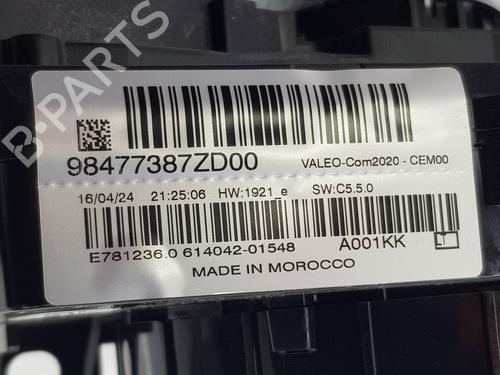 B-PARTS
98477387ZD00 VALEO-Com2020 - CEM00
16/04/24 21:25:06 HW:1921_e SW:C5.5.0
E781236.0 614042-01548 A001KK
MADE IN MOROCCO